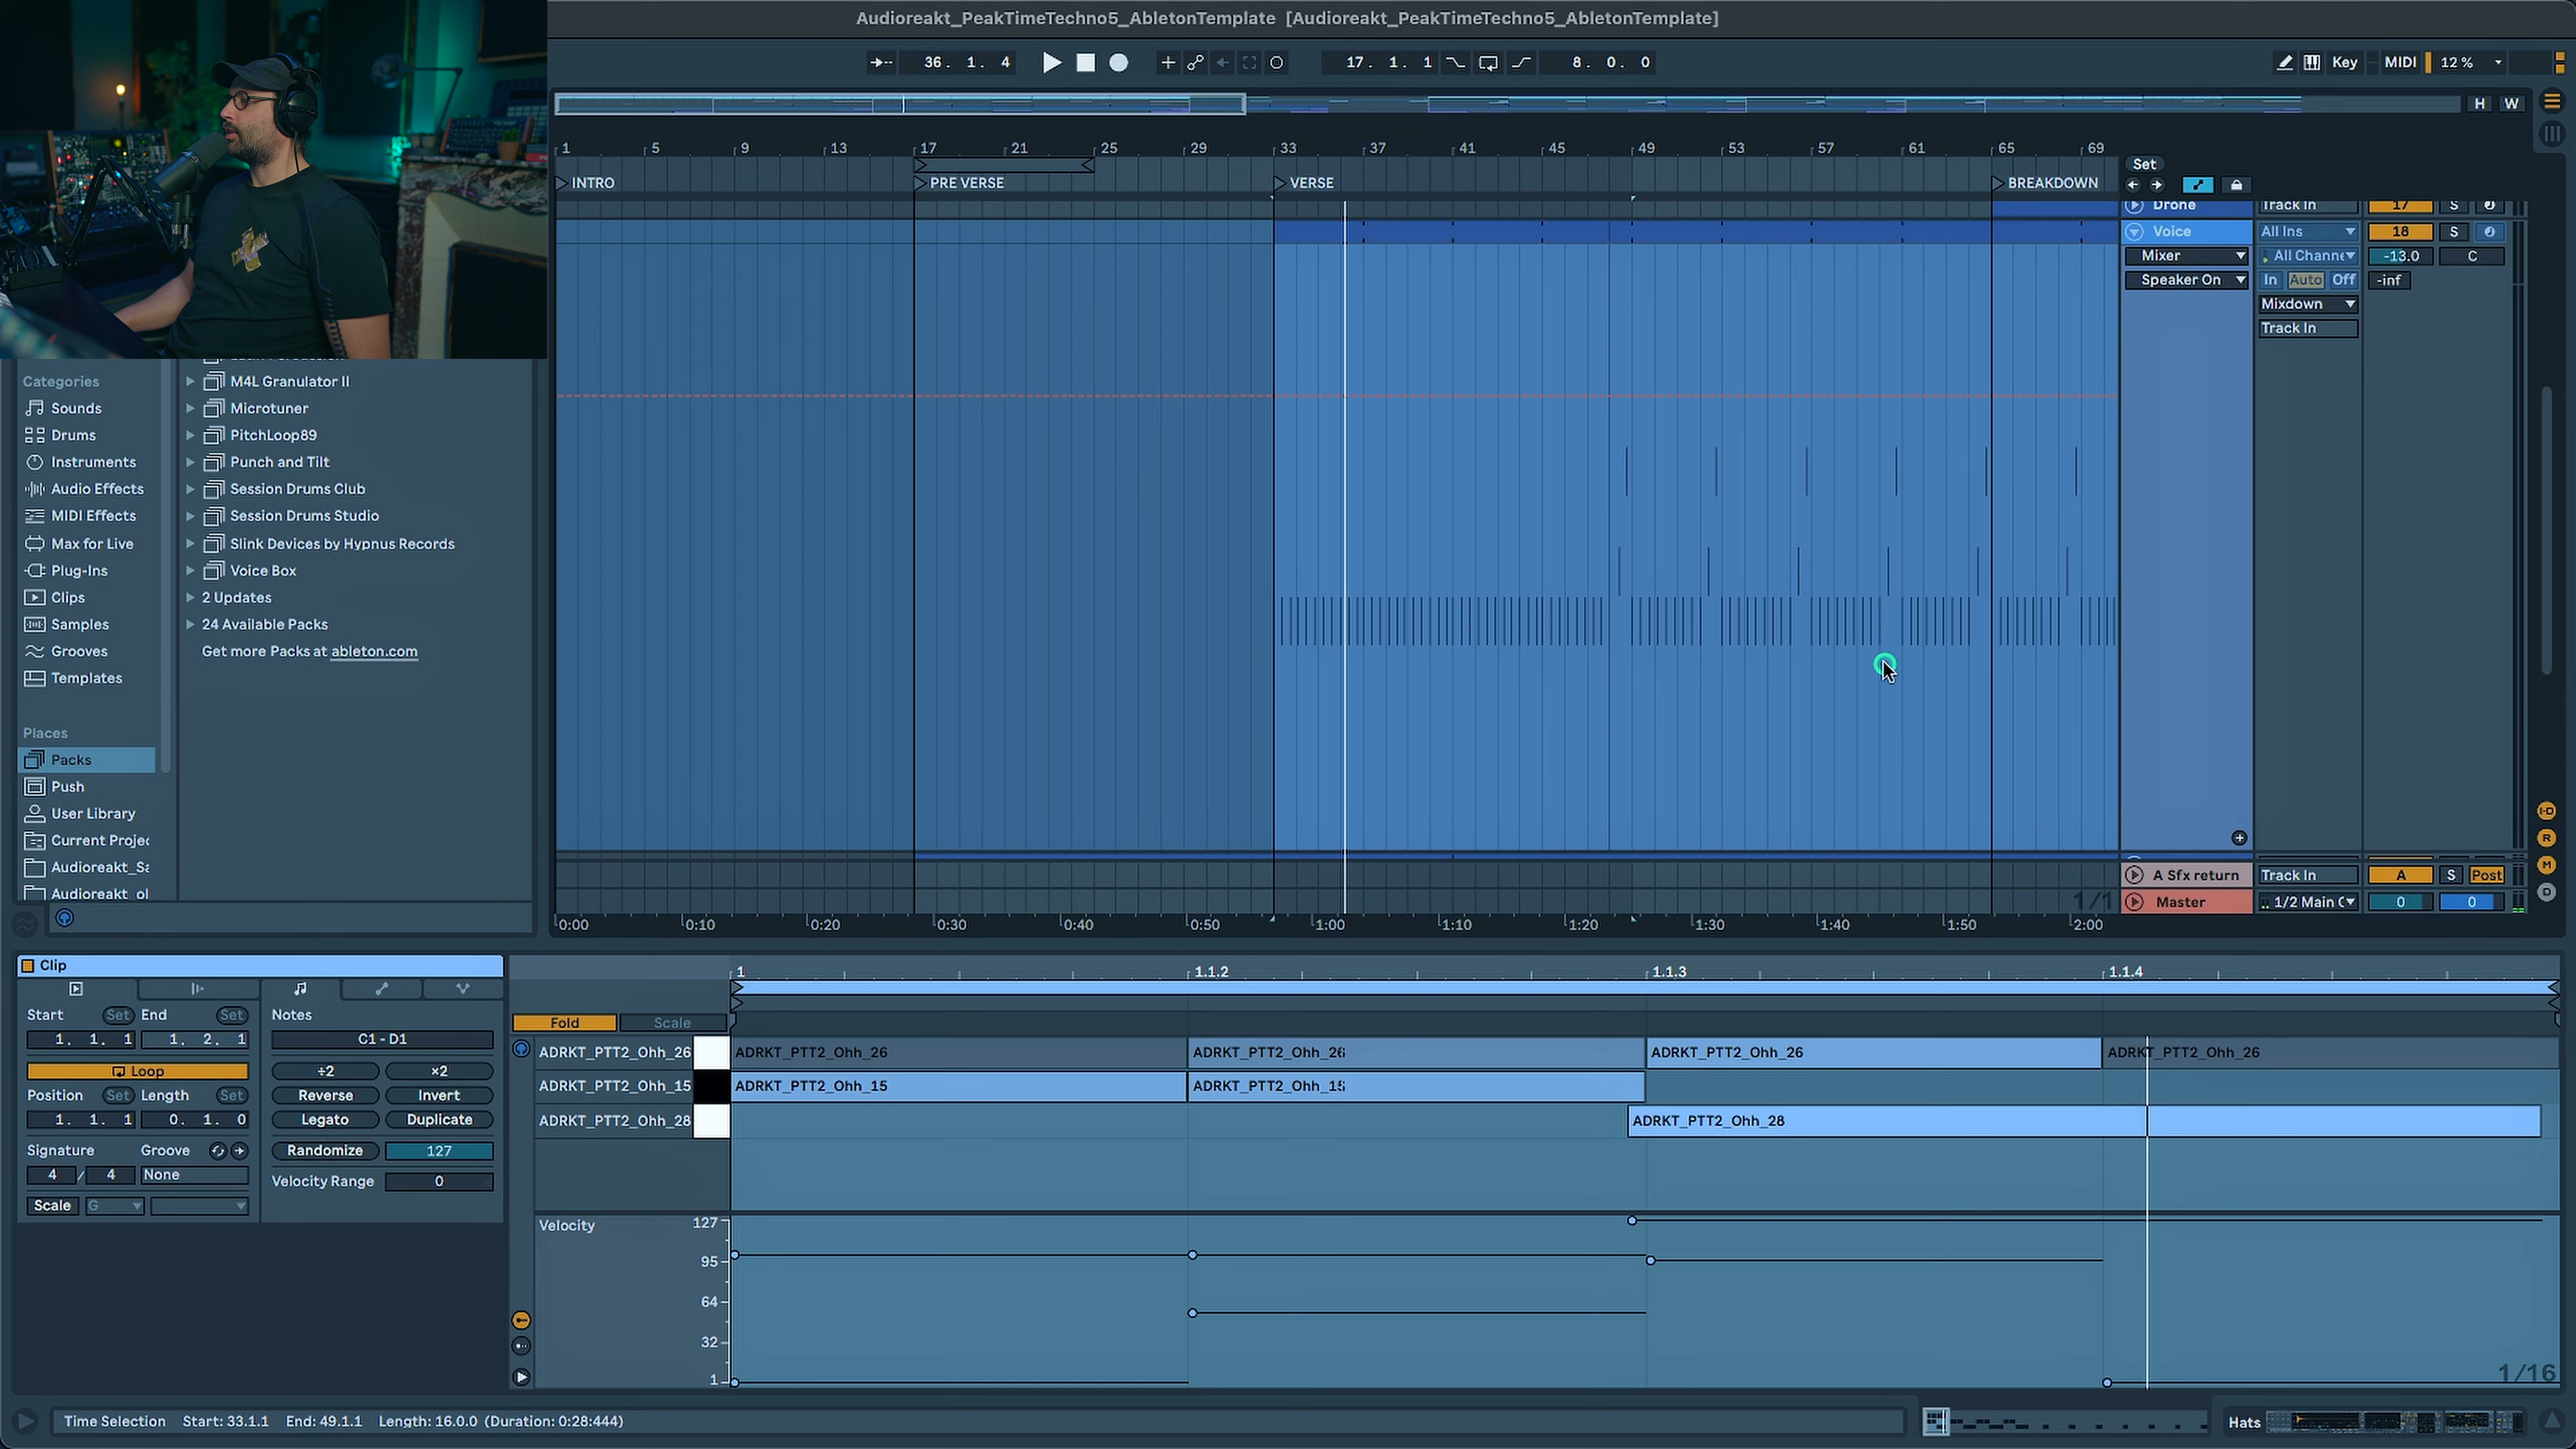 Audioreakt_PeakTimeTechno5_AbletonTemplate [Audioreakt_PeakTimeTechno5_AbletonTemplate]
36. 1. 4
17. 1. 1
8. 0. 0
Key
MIDI
12 %
H
W
1 5 9 13 17 21 25 29 33 37 41 45 49 53 57 61 65 69
Set
INTRO
PRE VERSE
VERSE
BREAKDOWN
Drone
Track In
17
S
Voice
All Ins
18
S
Mixer
All Channe
-13.0
C
Speaker On
In
Auto
Off
-inf
Mixdown
Track In
Categories
Sounds
Drums
Instruments
Audio Effects
MIDI Effects
Max for Live
Plug-Ins
Clips
Samples
Grooves
Templates
Places
Packs
Push
User Library
Current Projec
Audioreakt_Sa
Audioreakt_ol
M4L Granulator II
Microtuner
PitchLoop89
Punch and Tilt
Session Drums Club
Session Drums Studio
Slink Devices by Hypnus Records
Voice Box
2 Updates
24 Available Packs
Get more Packs at ableton.com
I-D
R
M
D
A Sfx return
Track In
A
S
Post
1/1
Master
1/2 Main
0
0
0:00 0:10 0:20 0:30 0:40 0:50 1:00 1:10 1:20 1:30 1:40 1:50 2:00
Clip
Start
Set
End
Set
1. 1. 1
1. 2. 1
Loop
Position
Set
Length
Set
1. 1. 1
0. 1. 0
Signature
Groove
4 / 4
None
Scale
G
Notes
C1 - D1
÷2
×2
Reverse
Invert
Legato
Duplicate
Randomize
127
Velocity Range
0
1 1.1.2 1.1.3 1.1.4
Fold
Scale
ADRKT_PTT2_Ohh_26
ADRKT_PTT2_Ohh_26
ADRKT_PTT2_Ohh_26
ADRKT_PTT2_Ohh_26
ADRKT_PTT2_Ohh_26
ADRKT_PTT2_Ohh_15
ADRKT_PTT2_Ohh_15
ADRKT_PTT2_Ohh_15
ADRKT_PTT2_Ohh_28
ADRKT_PTT2_Ohh_28
Velocity
127
95
64
32
1
1/16
Time Selection Start: 33.1.1 End: 49.1.1 Length: 16.0.0 (Duration: 0:28:444)
Hats